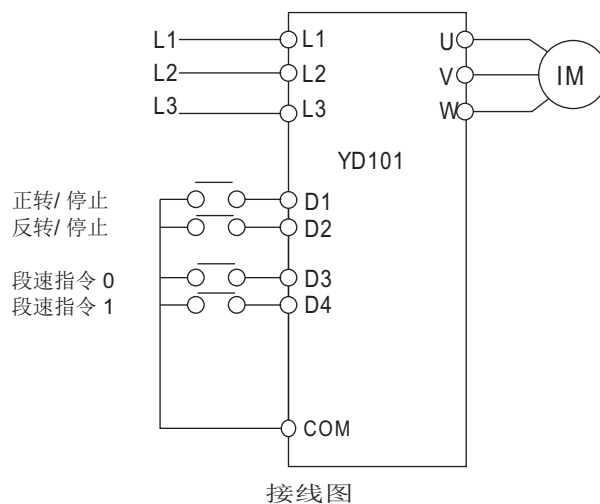 L1 L1 U
L2 L2 V IM
L3 L3 W
YD101
正转/ 停止 D1
反转/ 停止 D2
段速指令 0 D3
段速指令 1 D4
COM
接线图